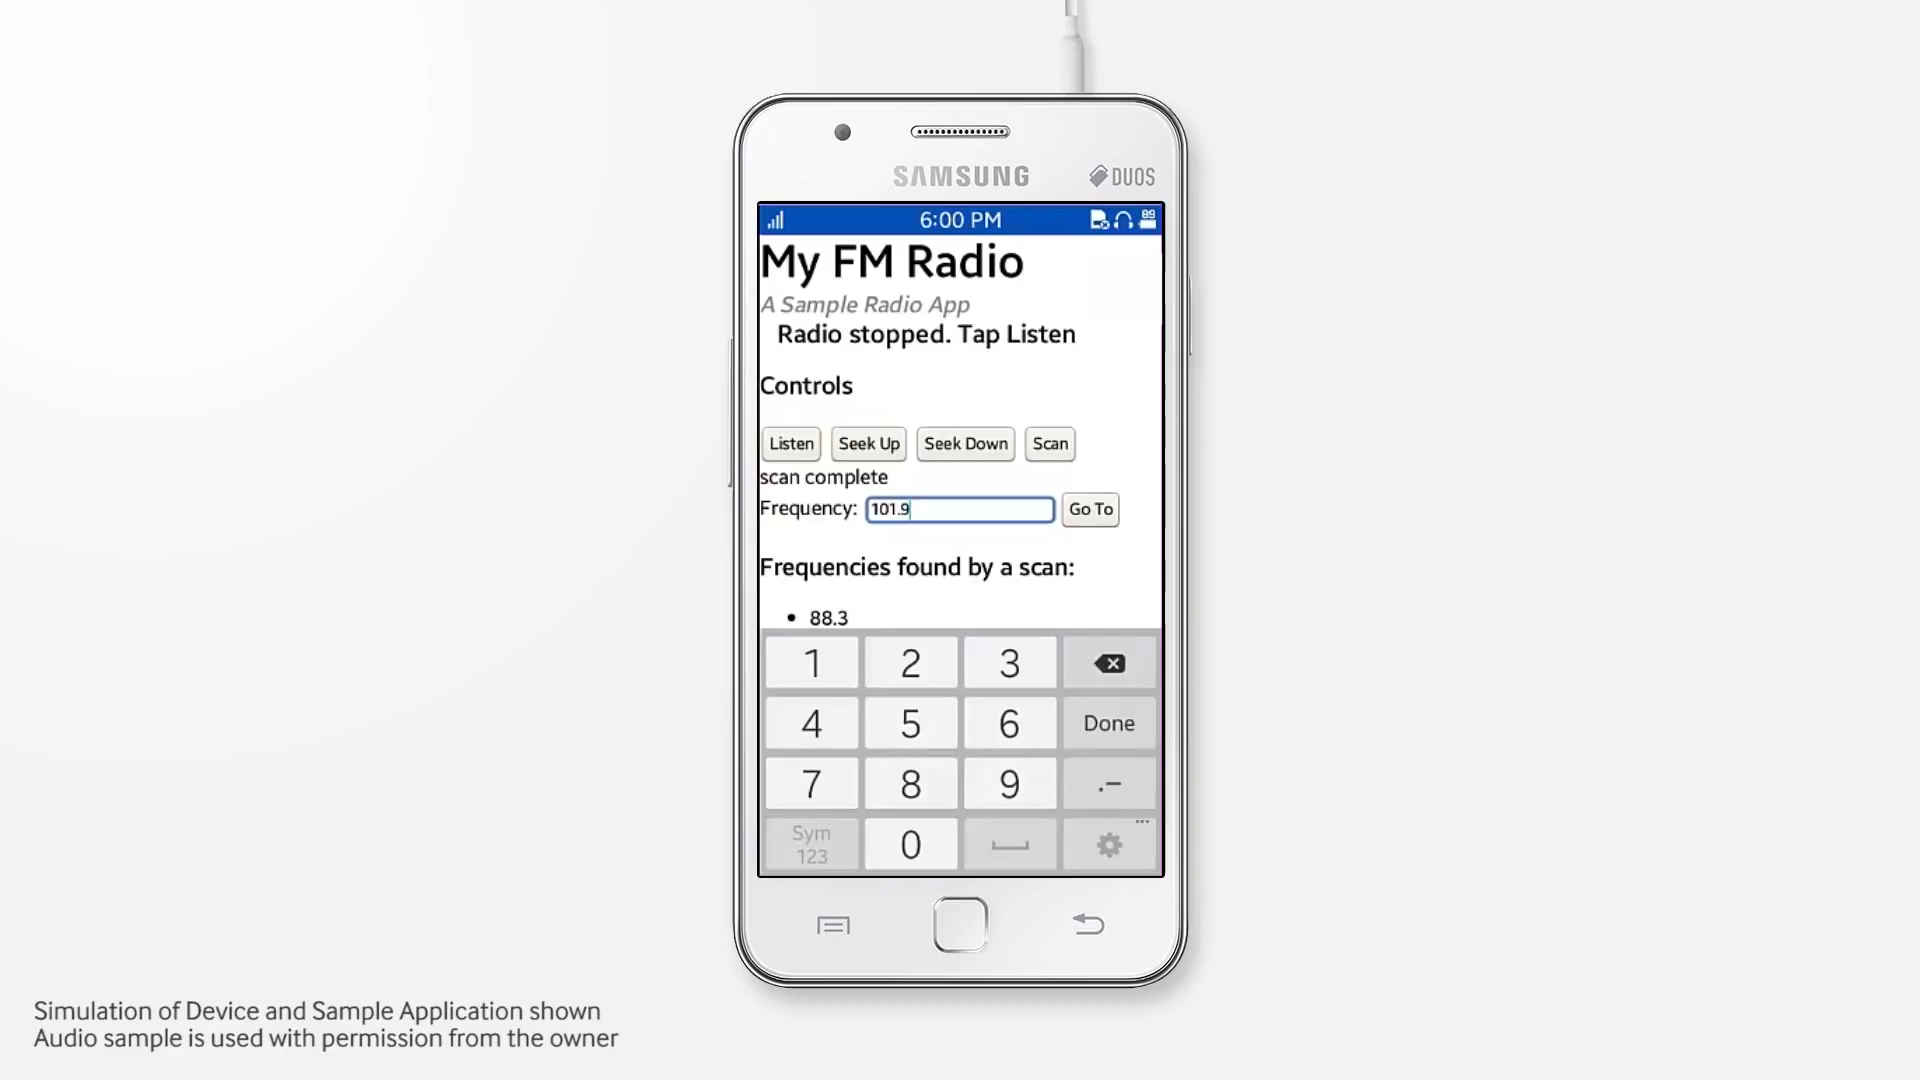 SAMSUNG DUOS
6:00 PM 89
My FM Radio
A Sample Radio App
Radio stopped. Tap Listen
Controls
Listen Seek Up Seek Down Scan
scan complete
Frequency: 101.9 Go To
Frequencies found by a scan:
• 88.3
1 2 3
4 5 6 Done
7 8 9 .–
Sym
123 0 ...
Simulation of Device and Sample Application shown
Audio sample is used with permission from the owner